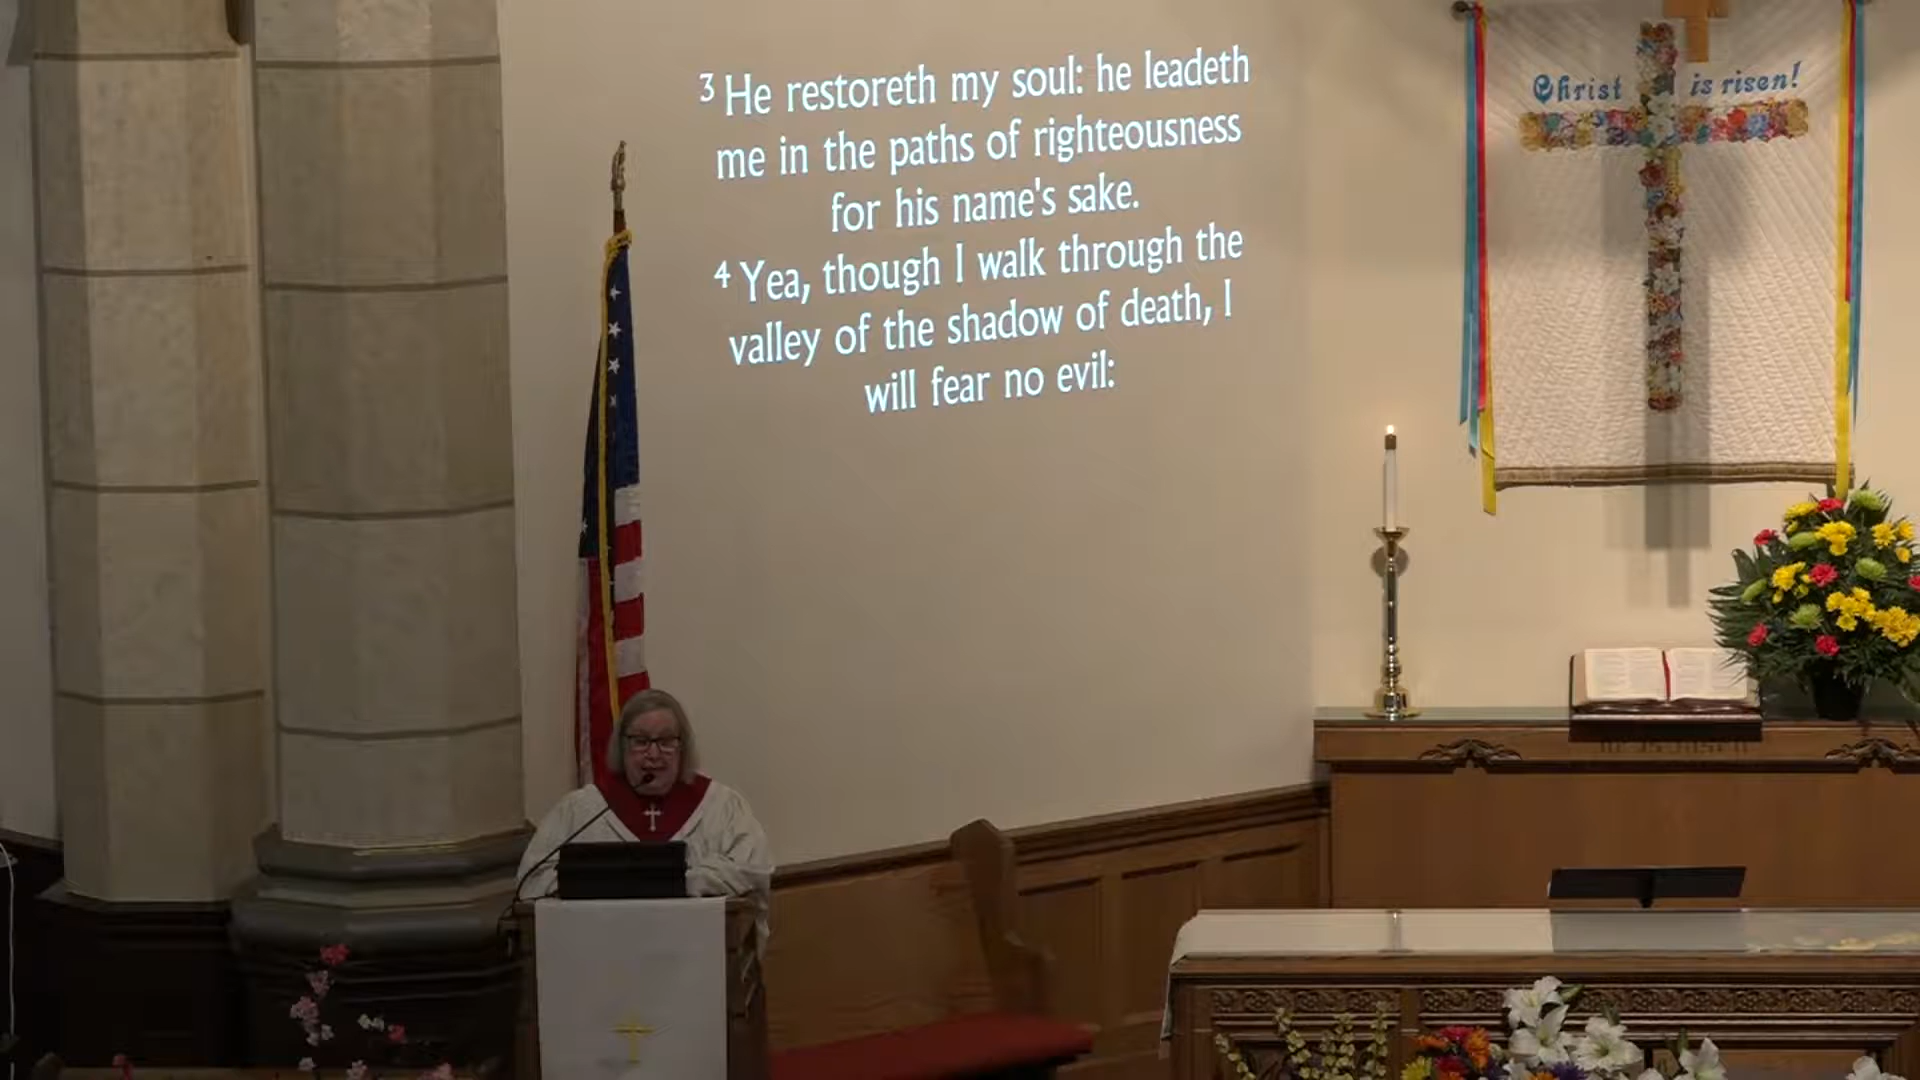 3 He restoreth my soul: he leadeth
me in the paths of righteousness
for his name's sake.
4 Yea, though I walk through the
valley of the shadow of death, I
will fear no evil:
Christ is risen!